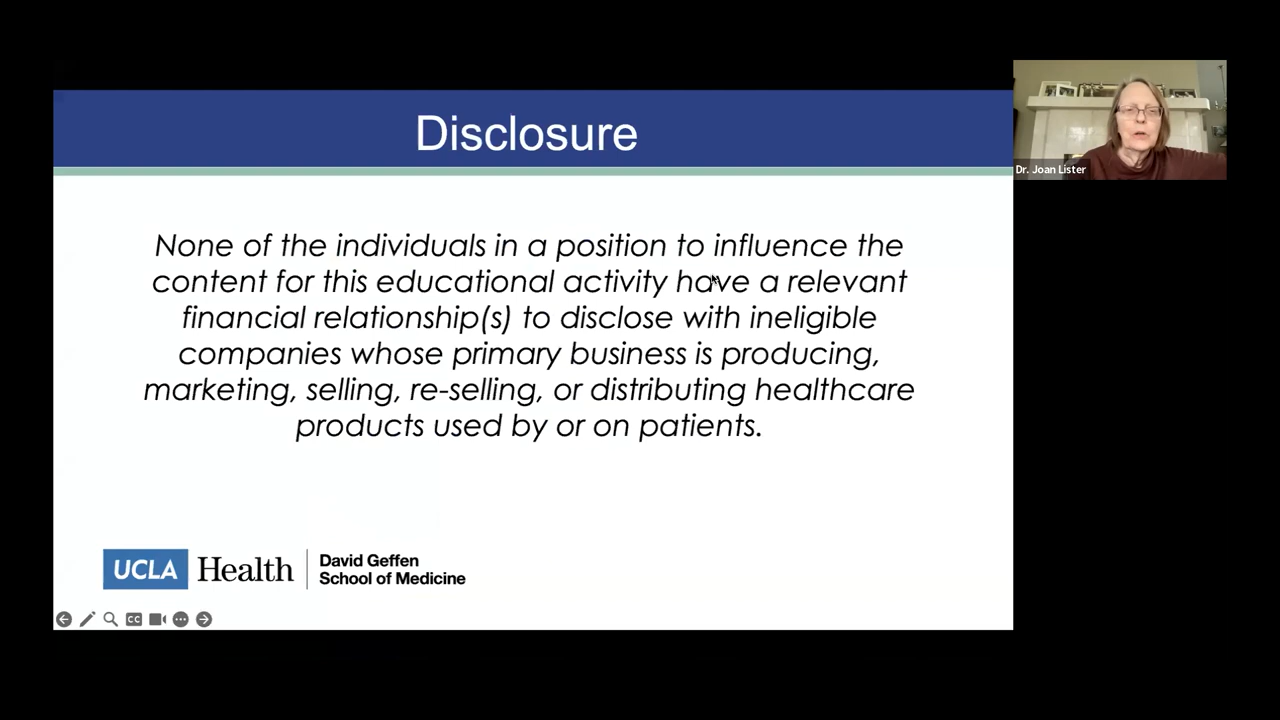 Disclosure
None of the individuals in a position to influence the
content for this educational activity have a relevant
financial relationship(s) to disclose with ineligible
companies whose primary business is producing,
marketing, selling, re-selling, or distributing healthcare
products used by or on patients.
UCLA Health
David Geffen
School of Medicine
CC
Dr. Joan Lister